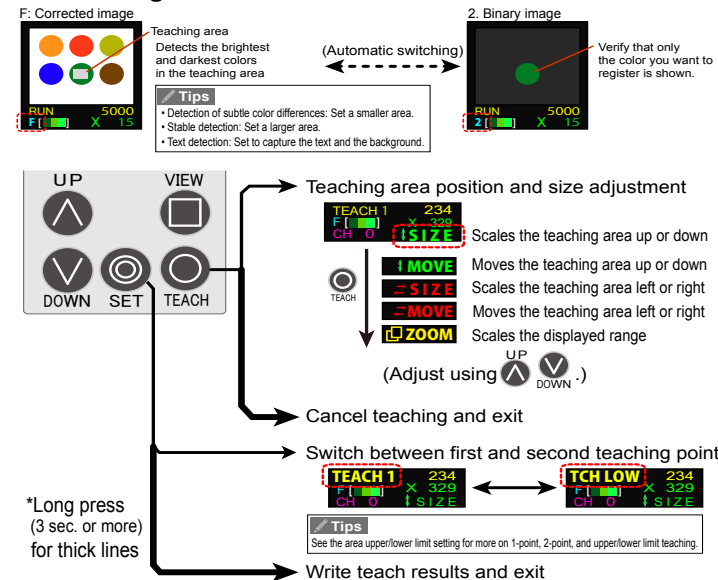 F: Corrected image
Teaching area
Detects the brightest
and darkest colors
in the teaching area
RUN 5000
F [ ] X 15
(Automatic switching)
2. Binary image
Verify that only
the color you want to
register is shown.
RUN 5000
2 [ ] X 15
Tips
• Detection of subtle color differences: Set a smaller area.
• Stable detection: Set a larger area.
• Text detection: Set to capture the text and the background.
UP VIEW
DOWN SET TEACH
Teaching area position and size adjustment
TEACH 1 234
F [ ] X 329
CH 0 SIZE
Scales the teaching area up or down
MOVE Moves the teaching area up or down
SIZE Scales the teaching area left or right
MOVE Moves the teaching area left or right
ZOOM Scales the displayed range
TEACH
(Adjust using UP DOWN .)
Cancel teaching and exit
Switch between first and second teaching point
TEACH 1 234
F [ ] X 329
CH 0 SIZE
TCH LOW 234
F [ ] X 329
CH 0 SIZE
Tips
See the area upper/lower limit setting for more on 1-point, 2-point, and upper/lower limit teaching.
*Long press
(3 sec. or more)
for thick lines
Write teach results and exit